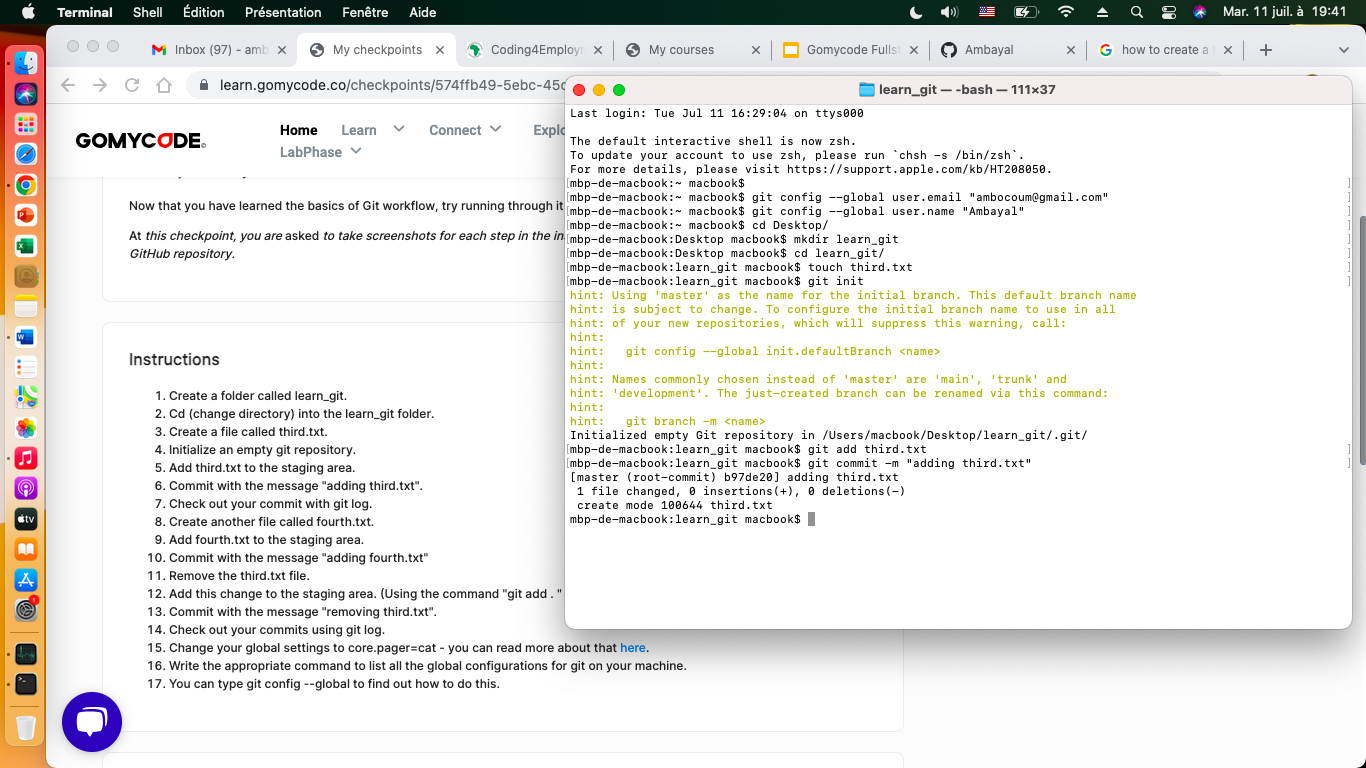 Terminal Shell Édition Présentation Fenêtre Aide Mar. 11 juil. à 19:41
Inbox (97) - amb My checkpoints Coding4Employm My courses Gomycode Fullst Ambayal how to create a
learn.gomycode.co/checkpoints/574ffb49-5ebc-45d
GOMYCODE
Home Learn Connect Explo
LabPhase
Now that you have learned the basics of Git workflow, try running through it
At this checkpoint, you are asked to take screenshots for each step in the in
GitHub repository.
Instructions
1. Create a folder called learn_git.
2. Cd (change directory) into the learn_git folder.
3. Create a file called third.txt.
4. Initialize an empty git repository.
5. Add third.txt to the staging area.
6. Commit with the message "adding third.txt".
7. Check out your commit with git log.
8. Create another file called fourth.txt.
9. Add fourth.txt to the staging area.
10. Commit with the message "adding fourth.txt"
11. Remove the third.txt file.
12. Add this change to the staging area. (Using the command "git add . "
13. Commit with the message "removing third.txt".
14. Check out your commits using git log.
15. Change your global settings to core.pager=cat - you can read more about that here.
16. Write the appropriate command to list all the global configurations for git on your machine.
17. You can type git config --global to find out how to do this.
learn_git — -bash — 111×37
Last login: Tue Jul 11 16:29:04 on ttys000
The default interactive shell is now zsh.
To update your account to use zsh, please run `chsh -s /bin/zsh`.
For more details, please visit https://support.apple.com/kb/HT208050.
[mbp-de-macbook:~ macbook$ ]
[mbp-de-macbook:~ macbook$ git config --global user.email "ambocoum@gmail.com" ]
[mbp-de-macbook:~ macbook$ git config --global user.name "Ambayal" ]
[mbp-de-macbook:~ macbook$ cd Desktop/ ]
[mbp-de-macbook:Desktop macbook$ mkdir learn_git ]
[mbp-de-macbook:Desktop macbook$ cd learn_git/ ]
[mbp-de-macbook:learn_git macbook$ touch third.txt ]
[mbp-de-macbook:learn_git macbook$ git init ]
hint: Using 'master' as the name for the initial branch. This default branch name
hint: is subject to change. To configure the initial branch name to use in all
hint: of your new repositories, which will suppress this warning, call:
hint:
hint: git config --global init.defaultBranch <name>
hint:
hint: Names commonly chosen instead of 'master' are 'main', 'trunk' and
hint: 'development'. The just-created branch can be renamed via this command:
hint:
hint: git branch -m <name>
Initialized empty Git repository in /Users/macbook/Desktop/learn_git/.git/
[mbp-de-macbook:learn_git macbook$ git add third.txt ]
[mbp-de-macbook:learn_git macbook$ git commit -m "adding third.txt" ]
[master (root-commit) b97de20] adding third.txt
1 file changed, 0 insertions(+), 0 deletions(-)
create mode 100644 third.txt
mbp-de-macbook:learn_git macbook$